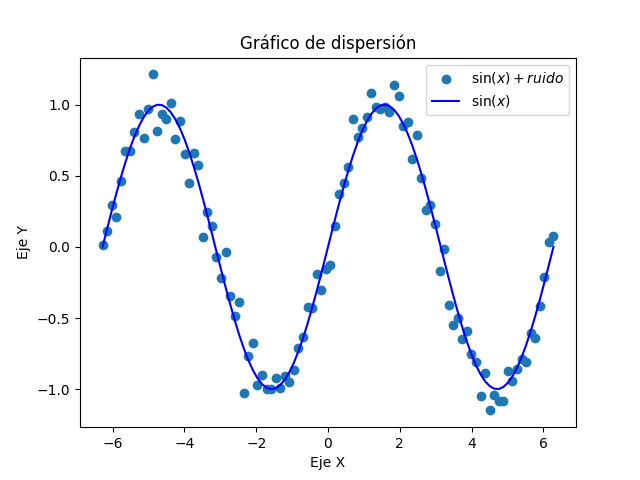 Gráfico de dispersión
sin(x) + ruido
sin(x)
Eje Y
1.0
0.5
0.0
−0.5
−1.0
−6 −4 −2 0 2 4 6
Eje X